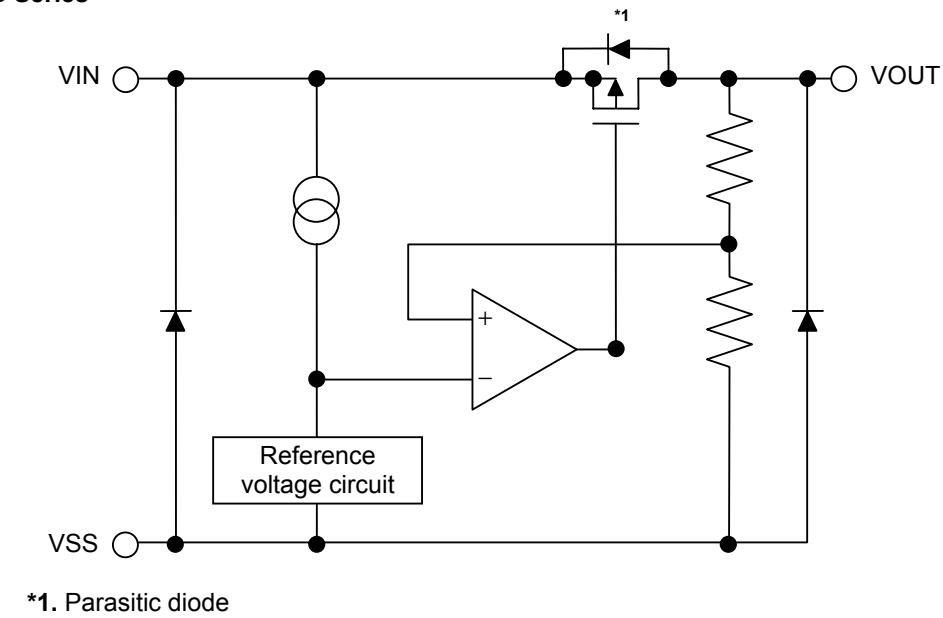 Series
*1
VIN
VOUT
+
−
Reference
voltage circuit
VSS
*1. Parasitic diode